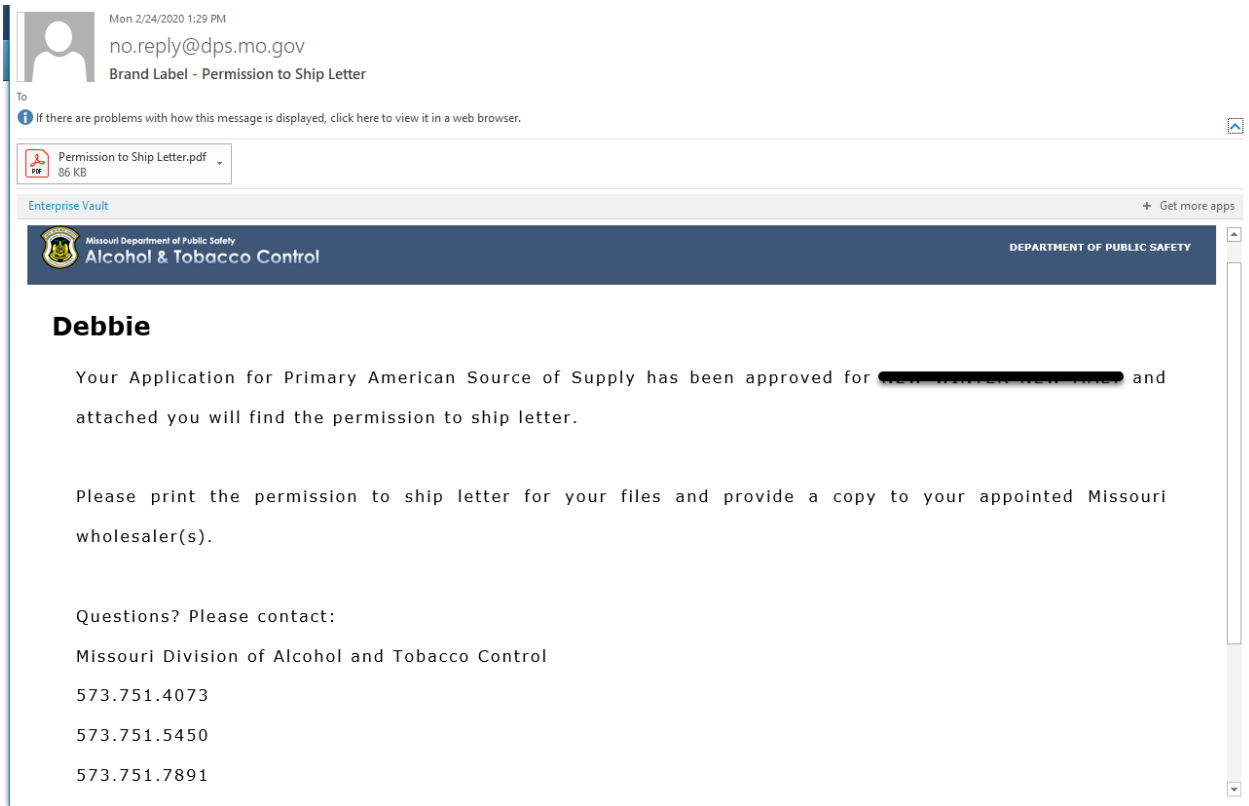 Mon 2/24/2020 1:29 PM
no.reply@dps.mo.gov
Brand Label - Permission to Ship Letter
To
If there are problems with how this message is displayed, click here to view it in a web browser.
Permission to Ship Letter.pdf
PDF
86 KB
Enterprise Vault
+ Get more apps
Missouri Department of Public Safety
Alcohol & Tobacco Control
DEPARTMENT OF PUBLIC SAFETY
Debbie
Your Application for Primary American Source of Supply has been approved for and
attached you will find the permission to ship letter.
Please print the permission to ship letter for your files and provide a copy to your appointed Missouri
wholesaler(s).
Questions? Please contact:
Missouri Division of Alcohol and Tobacco Control
573.751.4073
573.751.5450
573.751.7891